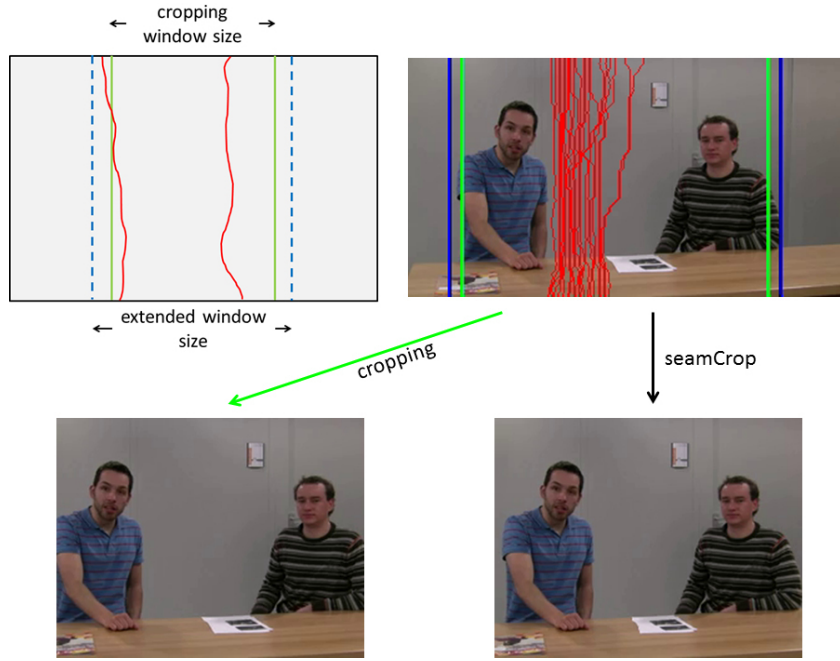 cropping
window size
extended window
size
cropping
seamCrop